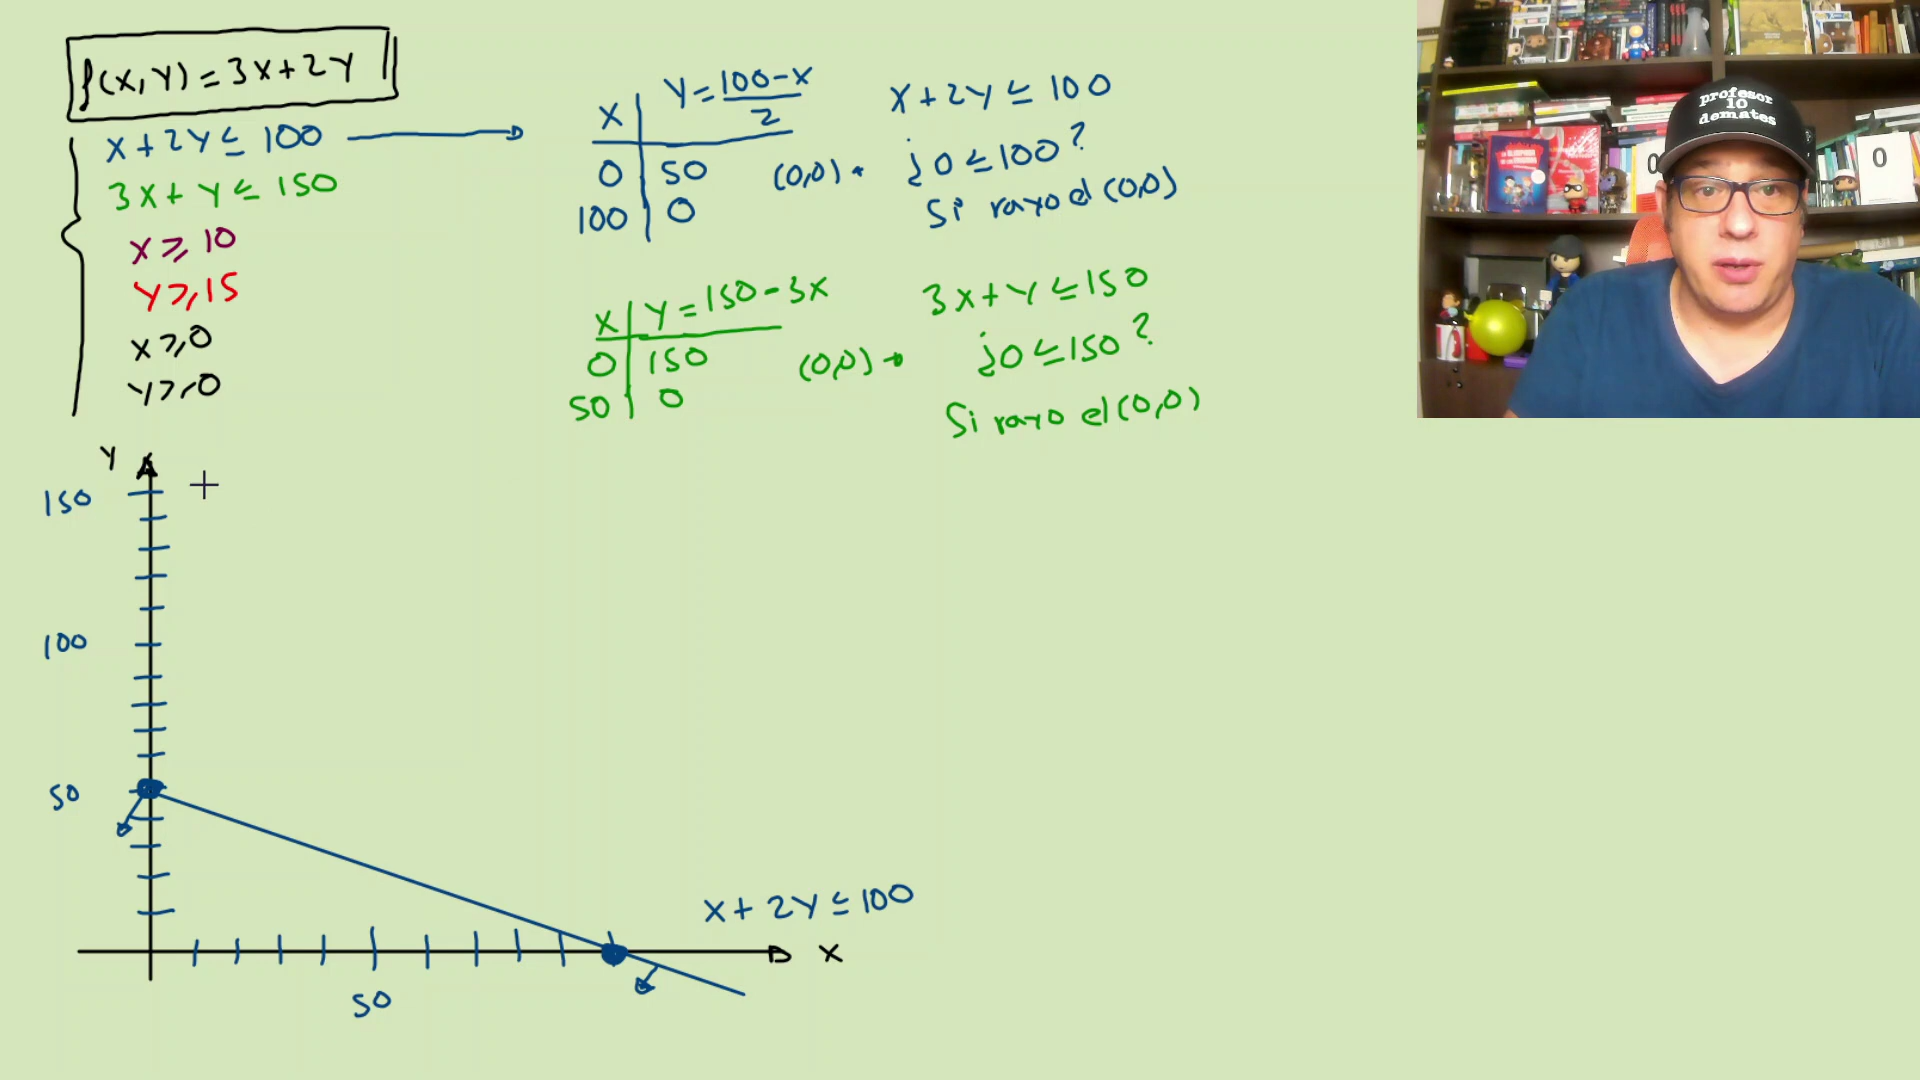 f(x,y)=3x+2y
x+2y≤100
3x+y≤150
x≥10
y≥15
x≥0
y≥0
x y=100-x/2
0 50
100 0
x+2y≤100
(0,0) → ¿0≤100?
Si rayo el (0,0)
x y=150-3x
0 150
50 0
3x+y≤150
(0,0) → ¿0≤150?
Si rayo el (0,0)
profesor
10
demates
0
0
y
150
100
50
x+2y≤100
x
50